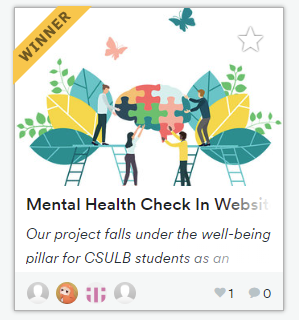 WINNER
Mental Health Check In Websit
Our project falls under the well-being
pillar for CSULB students as an
1 0